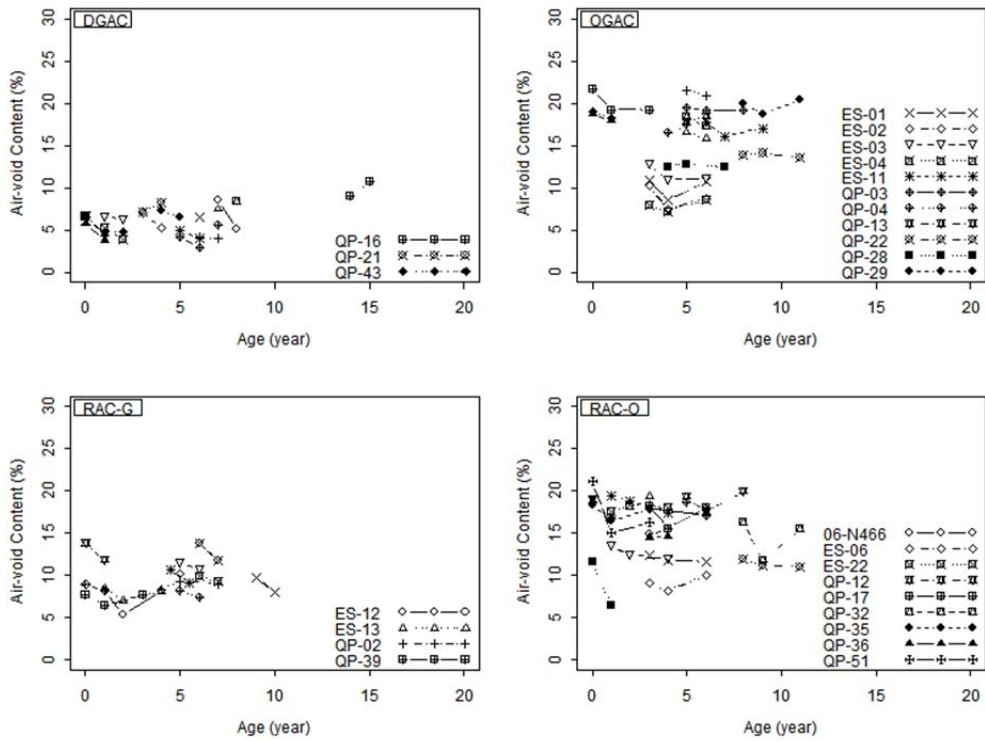 DGAC
30
25
20
15
10
5
0
Air-void Content (%)
QP-16
QP-21
QP-43
0 5 10 15 20
Age (year)
OGAC
30
25
20
15
10
5
0
Air-void Content (%)
ES-01
ES-02
ES-03
ES-04
ES-11
QP-03
QP-04
QP-13
QP-22
QP-28
QP-29
0 5 10 15 20
Age (year)
RAC-G
30
25
20
15
10
5
0
Air-void Content (%)
ES-12
ES-13
QP-02
QP-39
0 5 10 15 20
Age (year)
RAC-O
30
25
20
15
10
5
0
Air-void Content (%)
06-N466
ES-06
ES-22
QP-12
QP-17
QP-32
QP-35
QP-36
QP-51
0 5 10 15 20
Age (year)